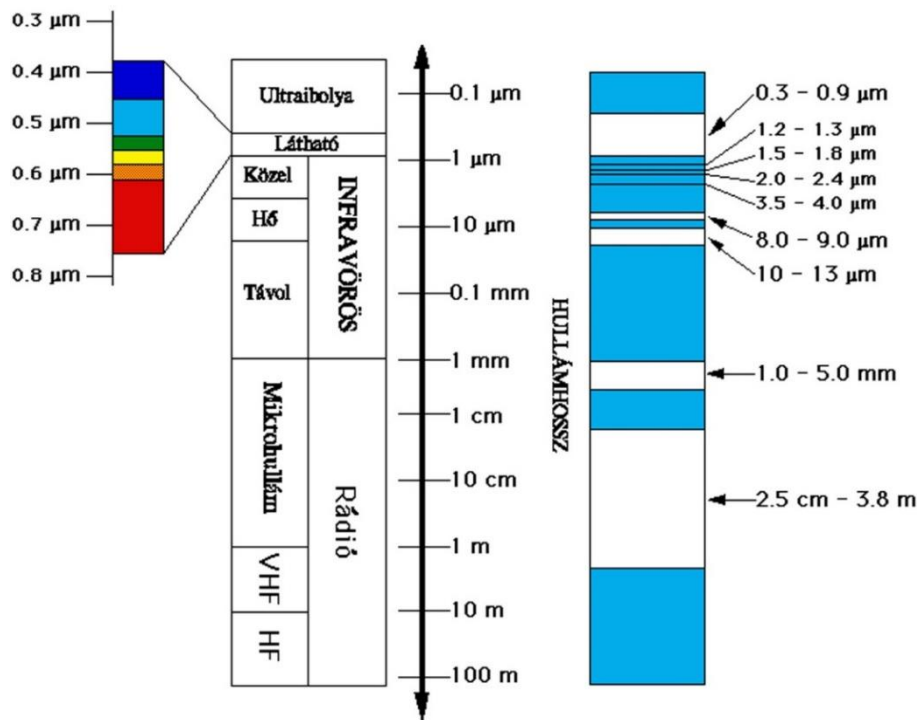 0.3 µm
0.4 µm
0.5 µm
0.6 µm
0.7 µm
0.8 µm
Ultraibolya
Látható
Közel
Hő
Távol
INFRAVÖRÖS
Mikrohullám
VHF
HF
Rádió
0.1 µm
1 µm
10 µm
0.1 mm
1 mm
1 cm
10 cm
1 m
10 m
100 m
HULLÁMHOSSZ
0.3 – 0.9 µm
1.2 – 1.3 µm
1.5 – 1.8 µm
2.0 – 2.4 µm
3.5 – 4.0 µm
8.0 – 9.0 µm
10 – 13 µm
1.0 – 5.0 mm
2.5 cm – 3.8 m